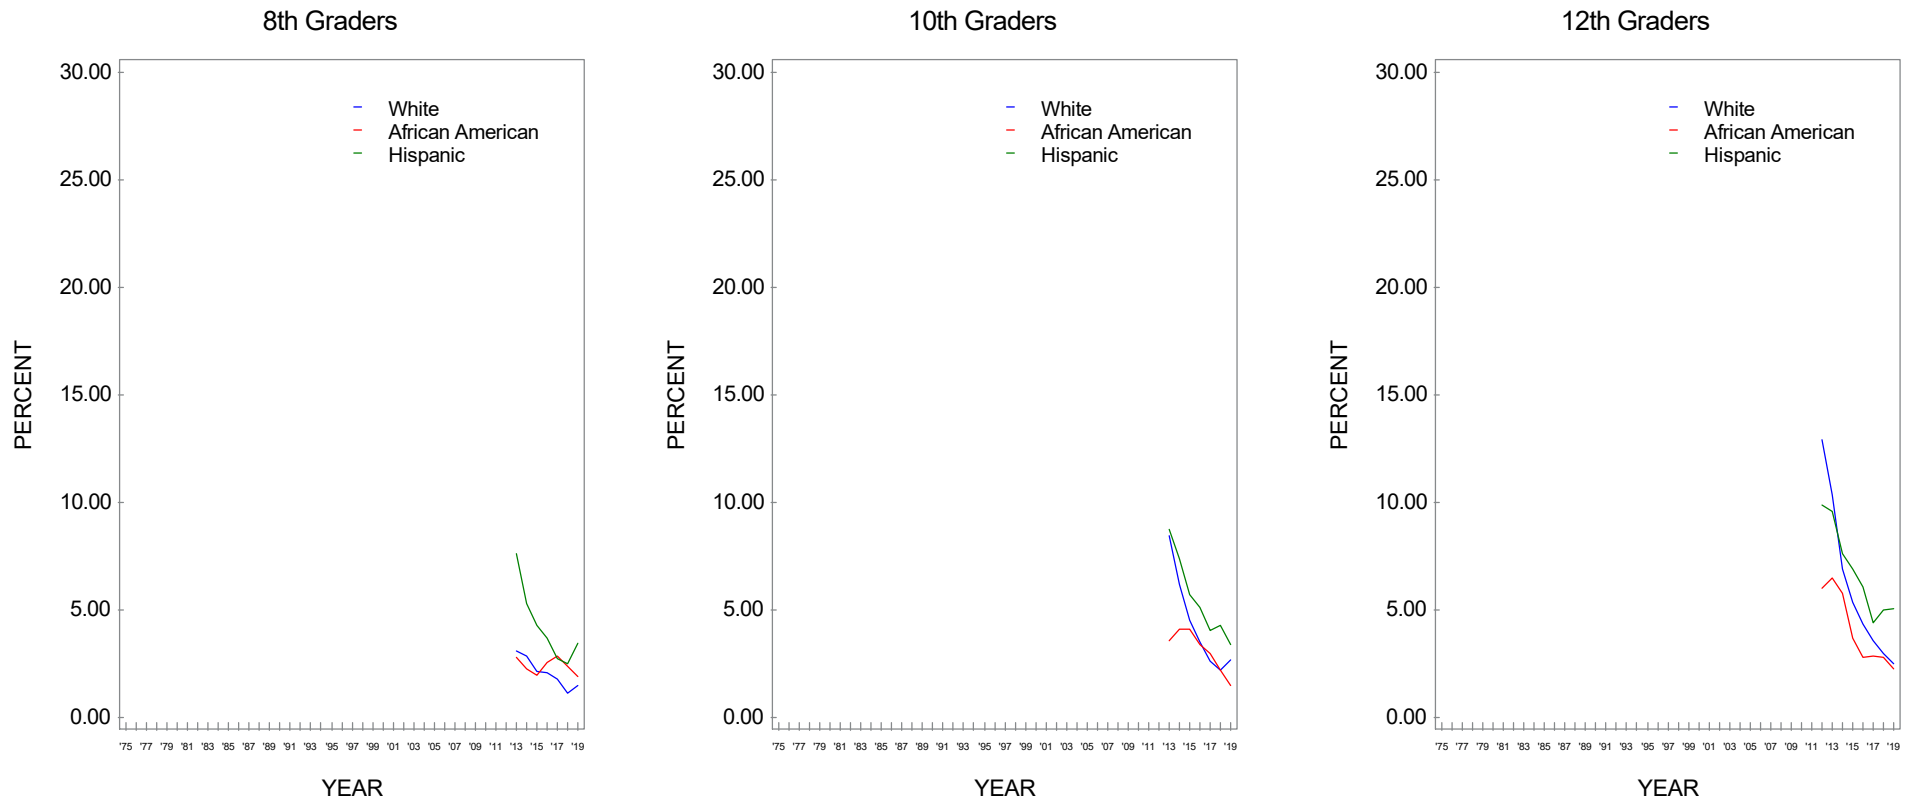 8th Graders
30.00
25.00
20.00
15.00
10.00
5.00
0.00
PERCENT
White
African American
Hispanic
'75 '77 '79 '81 '83 '85 '87 '89 '91 '93 '95 '97 '99 '01 '03 '05 '07 '09 '11 '13 '15 '17 '19
YEAR
10th Graders
30.00
25.00
20.00
15.00
10.00
5.00
0.00
PERCENT
White
African American
Hispanic
'75 '77 '79 '81 '83 '85 '87 '89 '91 '93 '95 '97 '99 '01 '03 '05 '07 '09 '11 '13 '15 '17 '19
YEAR
12th Graders
30.00
25.00
20.00
15.00
10.00
5.00
0.00
PERCENT
White
African American
Hispanic
'75 '77 '79 '81 '83 '85 '87 '89 '91 '93 '95 '97 '99 '01 '03 '05 '07 '09 '11 '13 '15 '17 '19
YEAR